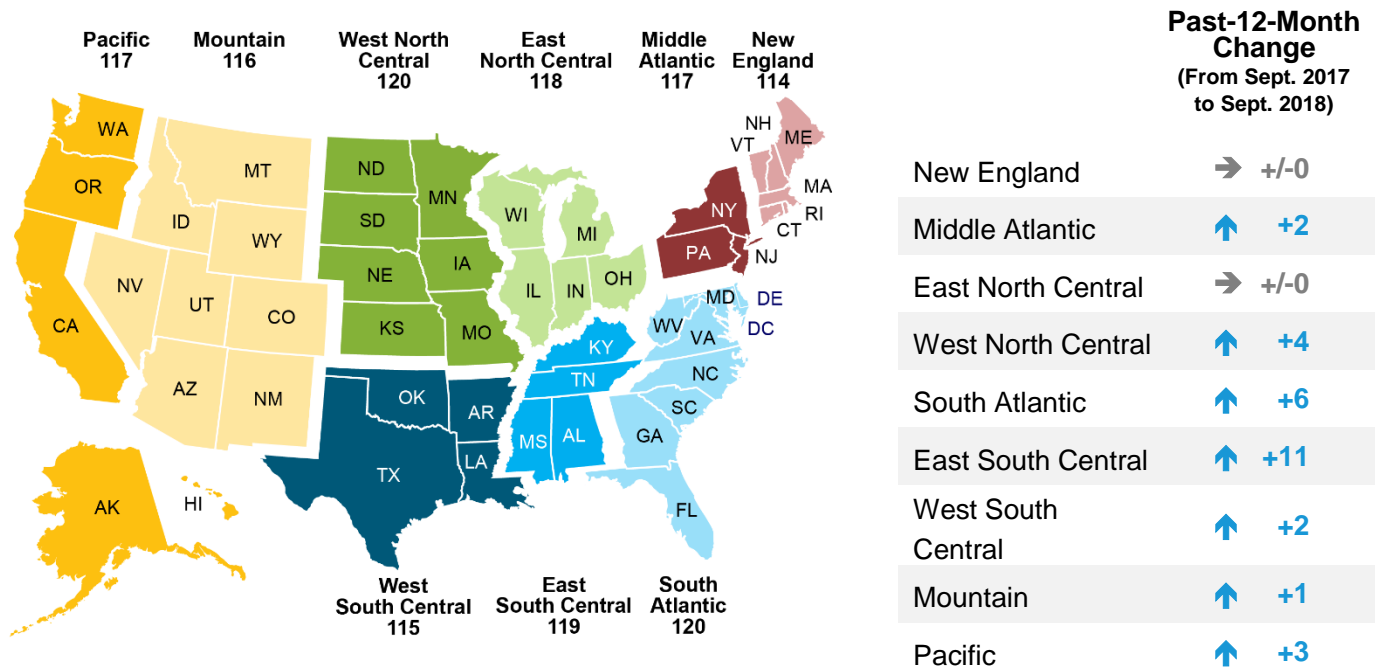 Pacific
117
Mountain
116
West North
Central
120
East
North Central
118
Middle
Atlantic
117
New
England
114
WA
OR
CA
AK
HI
MT
ID
WY
NV
UT
CO
AZ
NM
ND
SD
NE
KS
MN
IA
MO
WI
MI
IL
IN
OH
NY
PA
NJ
NH
VT
ME
MA
RI
CT
MD
DE
DC
WV
VA
NC
SC
GA
FL
KY
TN
MS
AL
OK
AR
TX
LA
West
South Central
115
East
South Central
119
South
Atlantic
120
Past-12-Month
Change
(From Sept. 2017
to Sept. 2018)
New England +/-0
Middle Atlantic +2
East North Central +/-0
West North Central +4
South Atlantic +6
East South Central +11
West South
Central +2
Mountain +1
Pacific +3